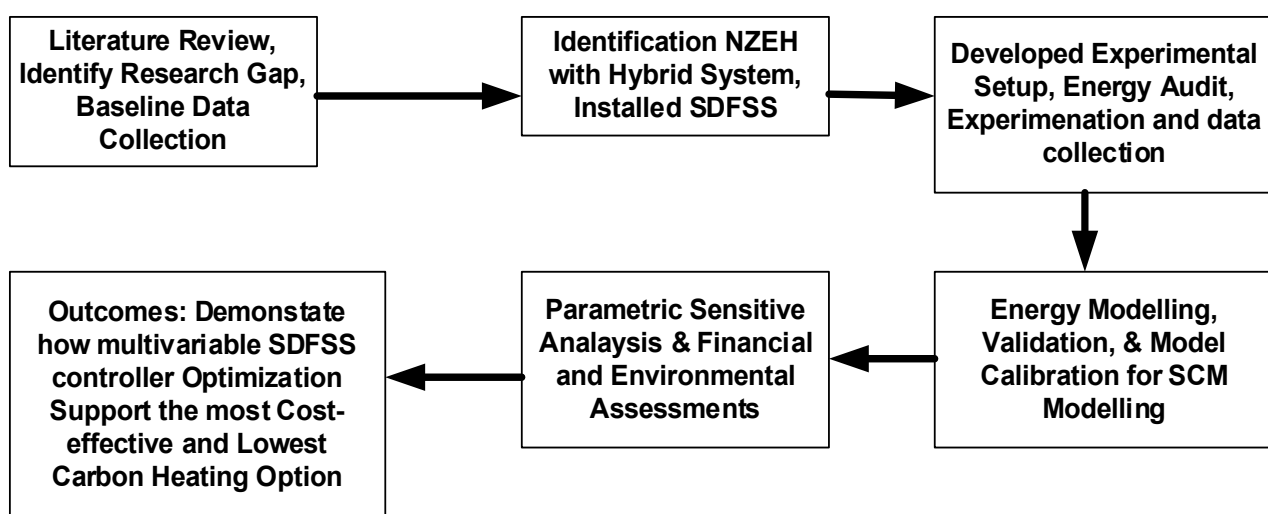 Literature Review,
Identify Research Gap,
Baseline Data
Collection
Identification NZEH
with Hybrid System,
Installed SDFSS
Developed Experimental
Setup, Energy Audit,
Experimenation and data
collection
Energy Modelling,
Validation, & Model
Calibration for SCM
Modelling
Parametric Sensitive
Analaysis & Financial
and Environmental
Assessments
Outcomes: Demonstate
how multivariable SDFSS
controller Optimization
Support the most Cost-
effective and Lowest
Carbon Heating Option